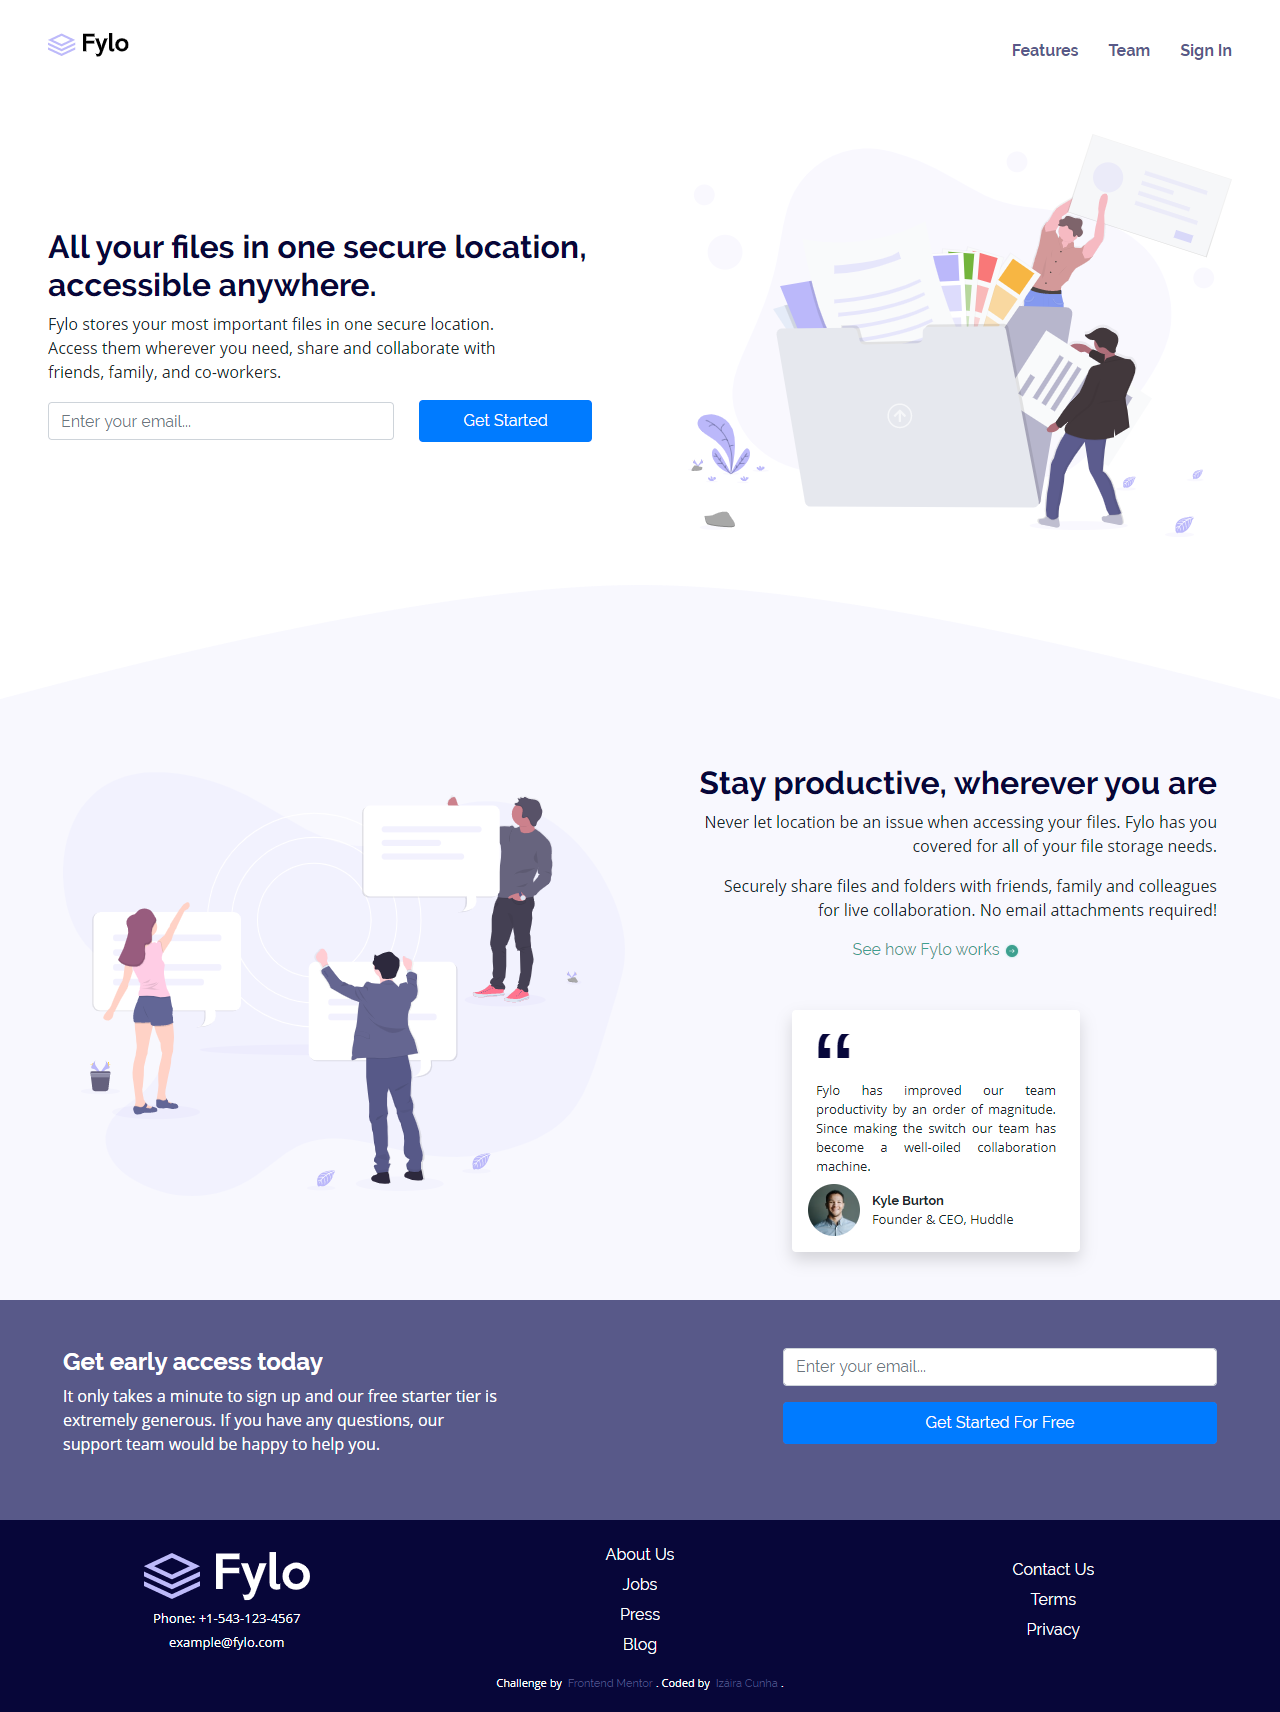 Fylo
Features Team Sign In
All your files in one secure location,
accessible anywhere.
Fylo stores your most important files in one secure location.
Access them wherever you need, share and collaborate with
friends, family, and co-workers.
Enter your email... Get Started
Stay productive, wherever you are
Never let location be an issue when accessing your files. Fylo has you
covered for all of your file storage needs.
Securely share files and folders with friends, family and colleagues
for live collaboration. No email attachments required!
See how Fylo works
“
Fylo has improved our team
productivity by an order of magnitude.
Since making the switch our team has
become a well-oiled collaboration
machine.
Kyle Burton
Founder & CEO, Huddle
Get early access today
It only takes a minute to sign up and our free starter tier is
extremely generous. If you have any questions, our
support team would be happy to help you.
Enter your email...
Get Started For Free
Fylo
Phone: +1-543-123-4567
example@fylo.com
About Us
Jobs
Press
Blog
Contact Us
Terms
Privacy
Challenge by Frontend Mentor . Coded by Izáira Cunha .